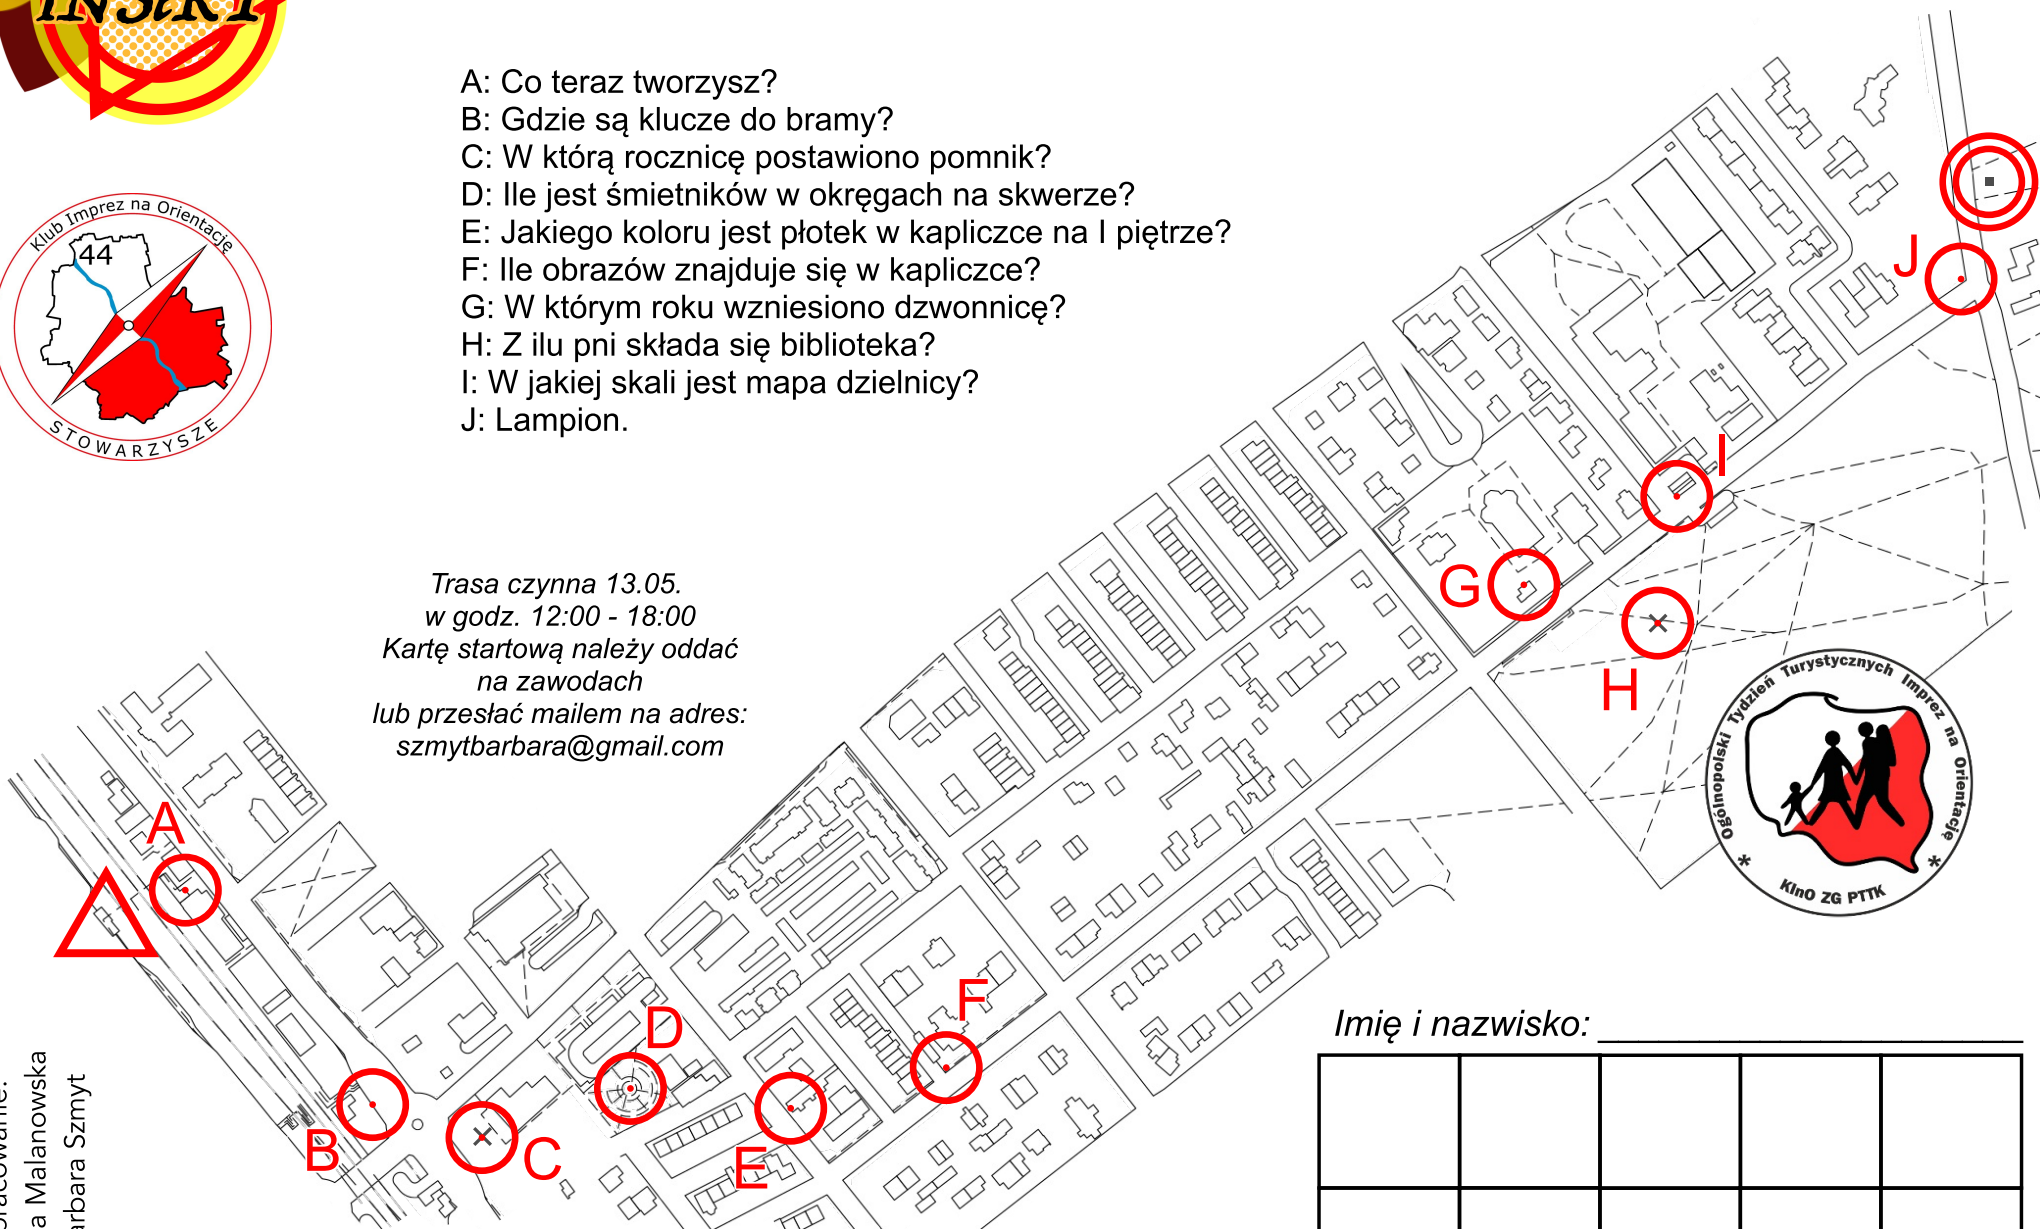 INStRT
A: Co teraz tworzysz?
B: Gdzie są klucze do bramy?
C: W którą rocznicę postawiono pomnik?
D: Ile jest śmietników w okręgach na skwerze?
E: Jakiego koloru jest płotek w kapliczce na I piętrze?
F: Ile obrazów znajduje się w kapliczce?
G: W którym roku wzniesiono dzwonnicę?
H: Z ilu pni składa się biblioteka?
I: W jakiej skali jest mapa dzielnicy?
J: Lampion.
Klub Imprez na Orientację
44
STOWARZYSZE
Trasa czynna 13.05.
w godz. 12:00 - 18:00
Kartę startową należy oddać
na zawodach
lub przesłać mailem na adres:
szmytbarbara@gmail.com
J
I
G
H
A
B
C
D
E
F
Ogólnopolski Tydzień Turystycznych Imprez na Orientację
* KInO ZG PTTK *
Imię i nazwisko:
a Malanowska
arbara Szmyt